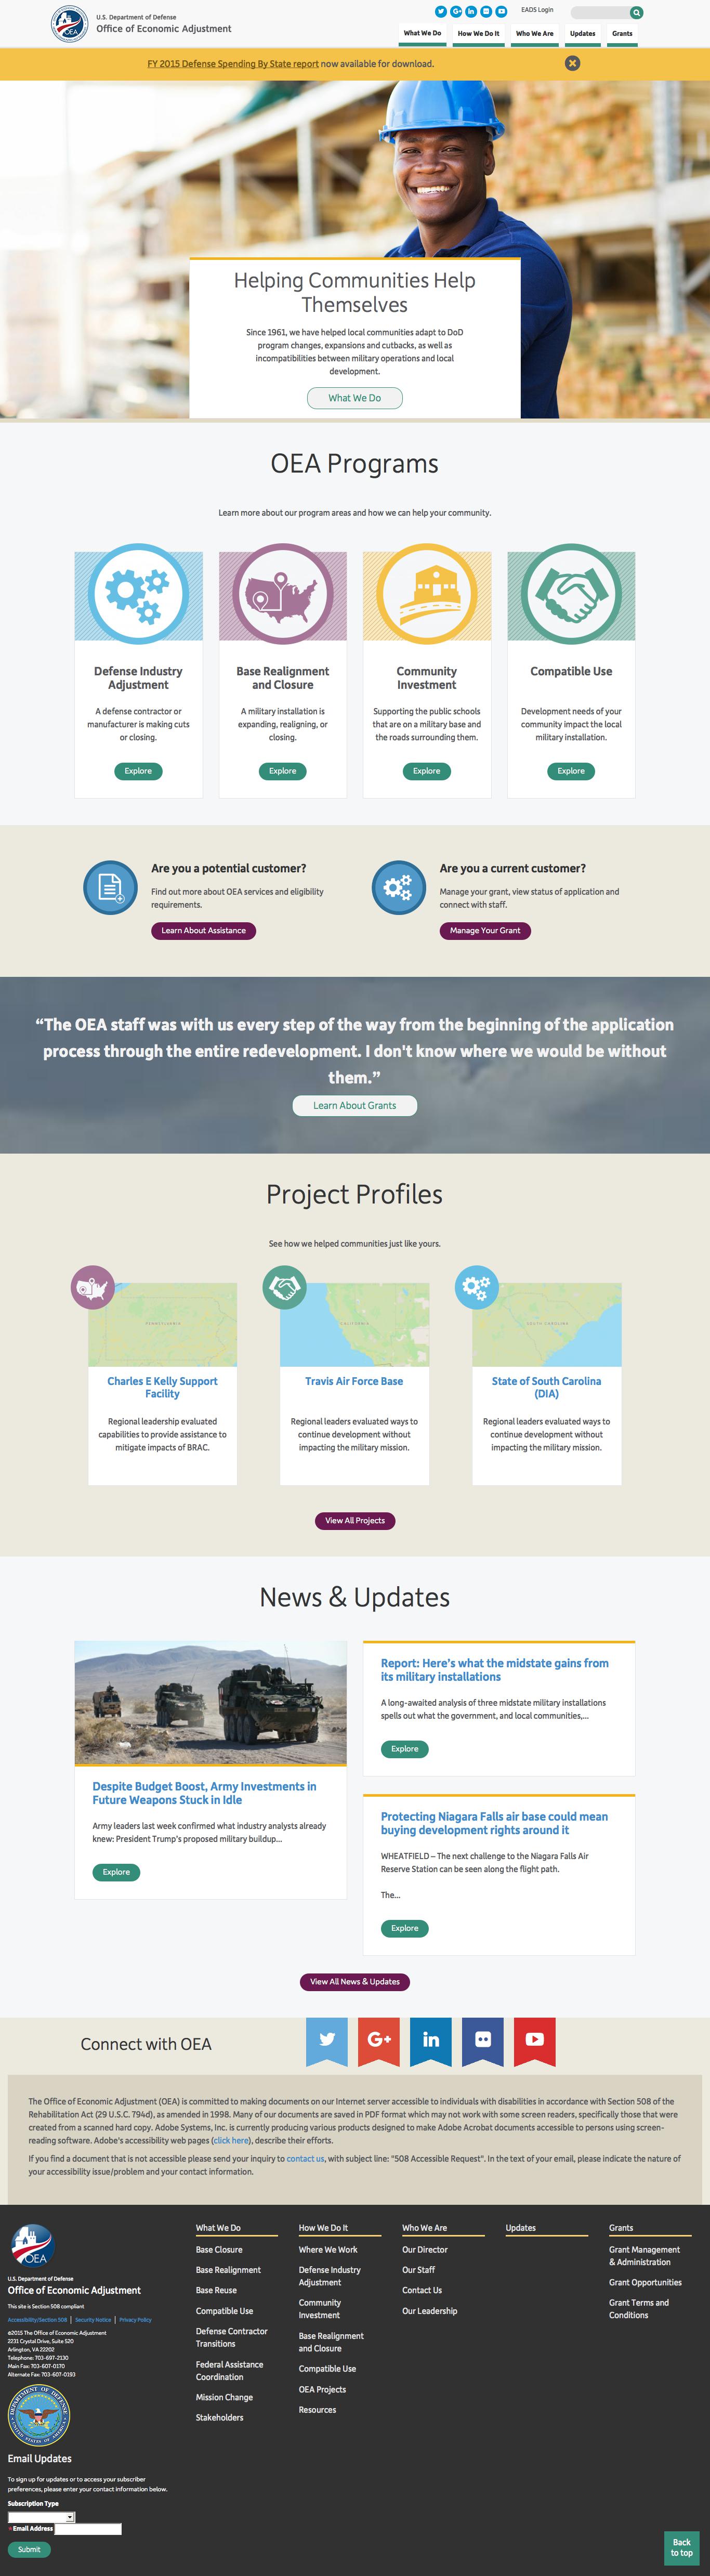 U.S. Department of Defense
Office of Economic Adjustment
EADS Login
What We Do
How We Do It
Who We Are
Updates
Grants
FY 2015 Defense Spending By State report now available for download.
Helping Communities Help
Themselves
Since 1961, we have helped local communities adapt to DoD
program changes, expansions and cutbacks, as well as
incompatibilities between military operations and local
development.
What We Do
OEA Programs
Learn more about our program areas and how we can help your community.
Defense Industry
Adjustment
A defense contractor or
manufacturer is making cuts
or closing.
Explore
Base Realignment
and Closure
A military installation is
expanding, realigning, or
closing.
Explore
Community
Investment
Supporting the public schools
that are on a military base and
the roads surrounding them.
Explore
Compatible Use
Development needs of your
community impact the local
military installation.
Explore
Are you a potential customer?
Find out more about OEA services and eligibility
requirements.
Learn About Assistance
Are you a current customer?
Manage your grant, view status of application and
connect with staff.
Manage Your Grant
“The OEA staff was with us every step of the way from the beginning of the application
process through the entire redevelopment. I don't know where we would be without
them.”
Learn About Grants
Project Profiles
See how we helped communities just like yours.
PENNSYLVANIA
Charles E Kelly Support
Facility
Regional leadership evaluated
capabilities to provide assistance to
mitigate impacts of BRAC.
CALIFORNIA
Travis Air Force Base
Regional leaders evaluated ways to
continue development without
impacting the military mission.
SOUTH CAROLINA
State of South Carolina
(DIA)
Regional leaders evaluated ways to
continue development without
impacting the military mission.
View All Projects
News & Updates
Despite Budget Boost, Army Investments in
Future Weapons Stuck in Idle
Army leaders last week confirmed what industry analysts already
knew: President Trump's proposed military buildup...
Explore
Report: Here's what the midstate gains from
its military installations
A long-awaited analysis of three midstate military installations
spells out what the government, and local communities,...
Explore
Protecting Niagara Falls air base could mean
buying development rights around it
WHEATFIELD – The next challenge to the Niagara Falls Air
Reserve Station can be seen along the flight path.
The...
Explore
View All News & Updates
Connect with OEA
The Office of Economic Adjustment (OEA) is committed to making documents on our Internet server accessible to individuals with disabilities in accordance with Section 508 of the
Rehabilitation Act (29 U.S.C. 794d), as amended in 1998. Many of our documents are saved in PDF format which may not work with some screen readers, specifically those that were
created from a scanned hard copy. Adobe Systems, Inc. is currently producing various products designed to make Adobe Acrobat documents accessible to persons using screen-
reading software. Adobe's accessibility web pages (click here), describe their efforts.
If you find a document that is not accessible please send your inquiry to contact us, with subject line: "508 Accessible Request". In the text of your email, please indicate the nature of
your accessibility issue/problem and your contact information.
OEA
U.S. Department of Defense
Office of Economic Adjustment
This site is Section 508 compliant
Accessibility/Section 508 | Security Notice | Privacy Policy
©2015 The Office of Economic Adjustment
2231 Crystal Drive, Suite 520
Arlington, VA 22202
Telephone: 703-697-2130
Main Fax: 703-607-0170
Alternate Fax: 703-607-0193
DEPARTMENT OF DEFENSE
UNITED STATES OF AMERICA
Email Updates
To sign up for updates or to access your subscriber
preferences, please enter your contact information below.
Subscription Type
*Email Address
Submit
What We Do
Base Closure
Base Realignment
Base Reuse
Compatible Use
Defense Contractor
Transitions
Federal Assistance
Coordination
Mission Change
Stakeholders
How We Do It
Where We Work
Defense Industry
Adjustment
Community
Investment
Base Realignment
and Closure
Compatible Use
OEA Projects
Resources
Who We Are
Our Director
Our Staff
Contact Us
Our Leadership
Updates
Grants
Grant Management
& Administration
Grant Opportunities
Grant Terms and
Conditions
Back
to top